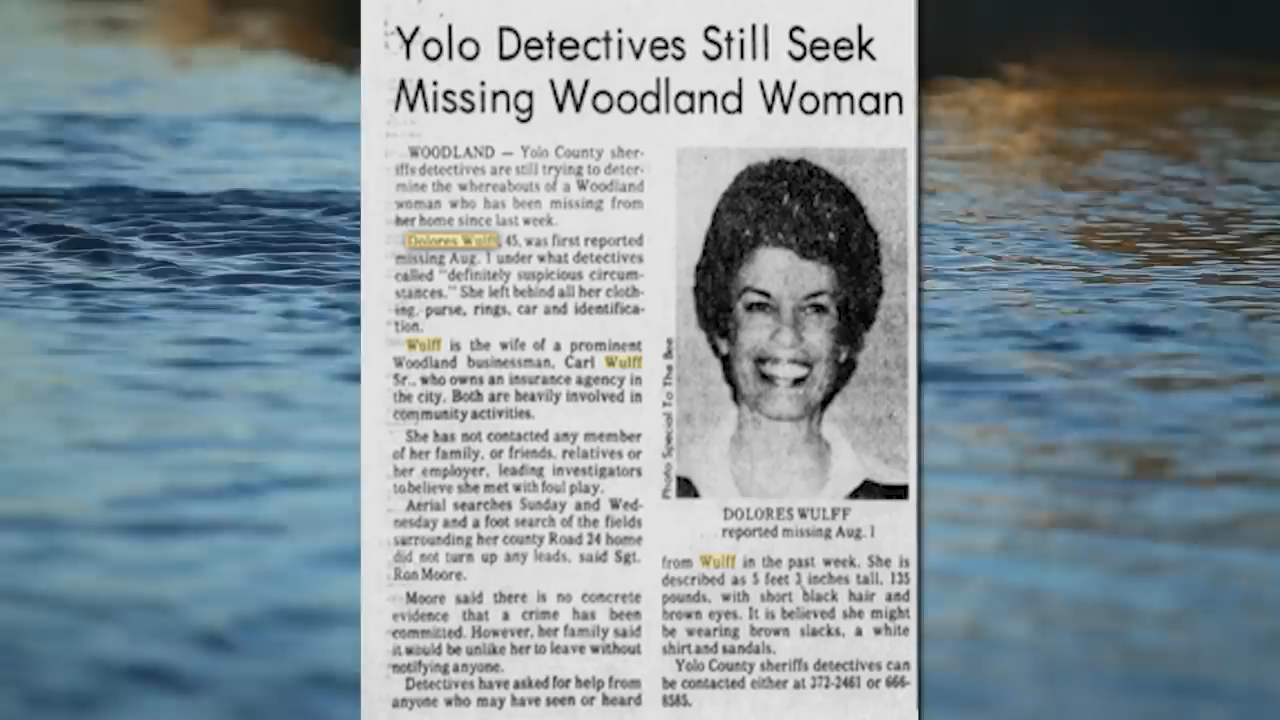 Yolo Detectives Still Seek
Missing Woodland Woman
WOODLAND — Yolo County sher-
iffs detectives are still trying to deter-
mine the whereabouts of a Woodland
woman who has been missing from
her home since last week.
Dolores Wulff, 45, was first reported
missing Aug. 1 under what detectives
called "definitely suspicious circum-
stances." She left behind all her cloth-
ing, purse, rings, car and identifica-
tion.
Wulff is the wife of a prominent
Woodland businessman, Carl Wulff
Sr., who owns an insurance agency in
the city. Both are heavily involved in
community activities.
She has not contacted any member
of her family, or friends, relatives or
her employer, leading investigators
to believe she met with foul play.
Aerial searches Sunday and Wed-
nesday and a foot search of the fields
surrounding her county Road 24 home
did not turn up any leads, said Sgt.
Ron Moore.
Moore said there is no concrete
evidence that a crime has been
committed. However, her family said
it would be unlike her to leave without
notifying anyone.
Detectives have asked for help from
anyone who may have seen or heard
Photo Special To The Bee
DOLORES WULFF
reported missing Aug. 1
from Wulff in the past week. She is
described as 5 feet 3 inches tall, 135
pounds, with short black hair and
brown eyes. It is believed she might
be wearing brown slacks, a white
shirt and sandals.
Yolo County sheriffs detectives can
be contacted either at 372-2461 or 666-
8585.